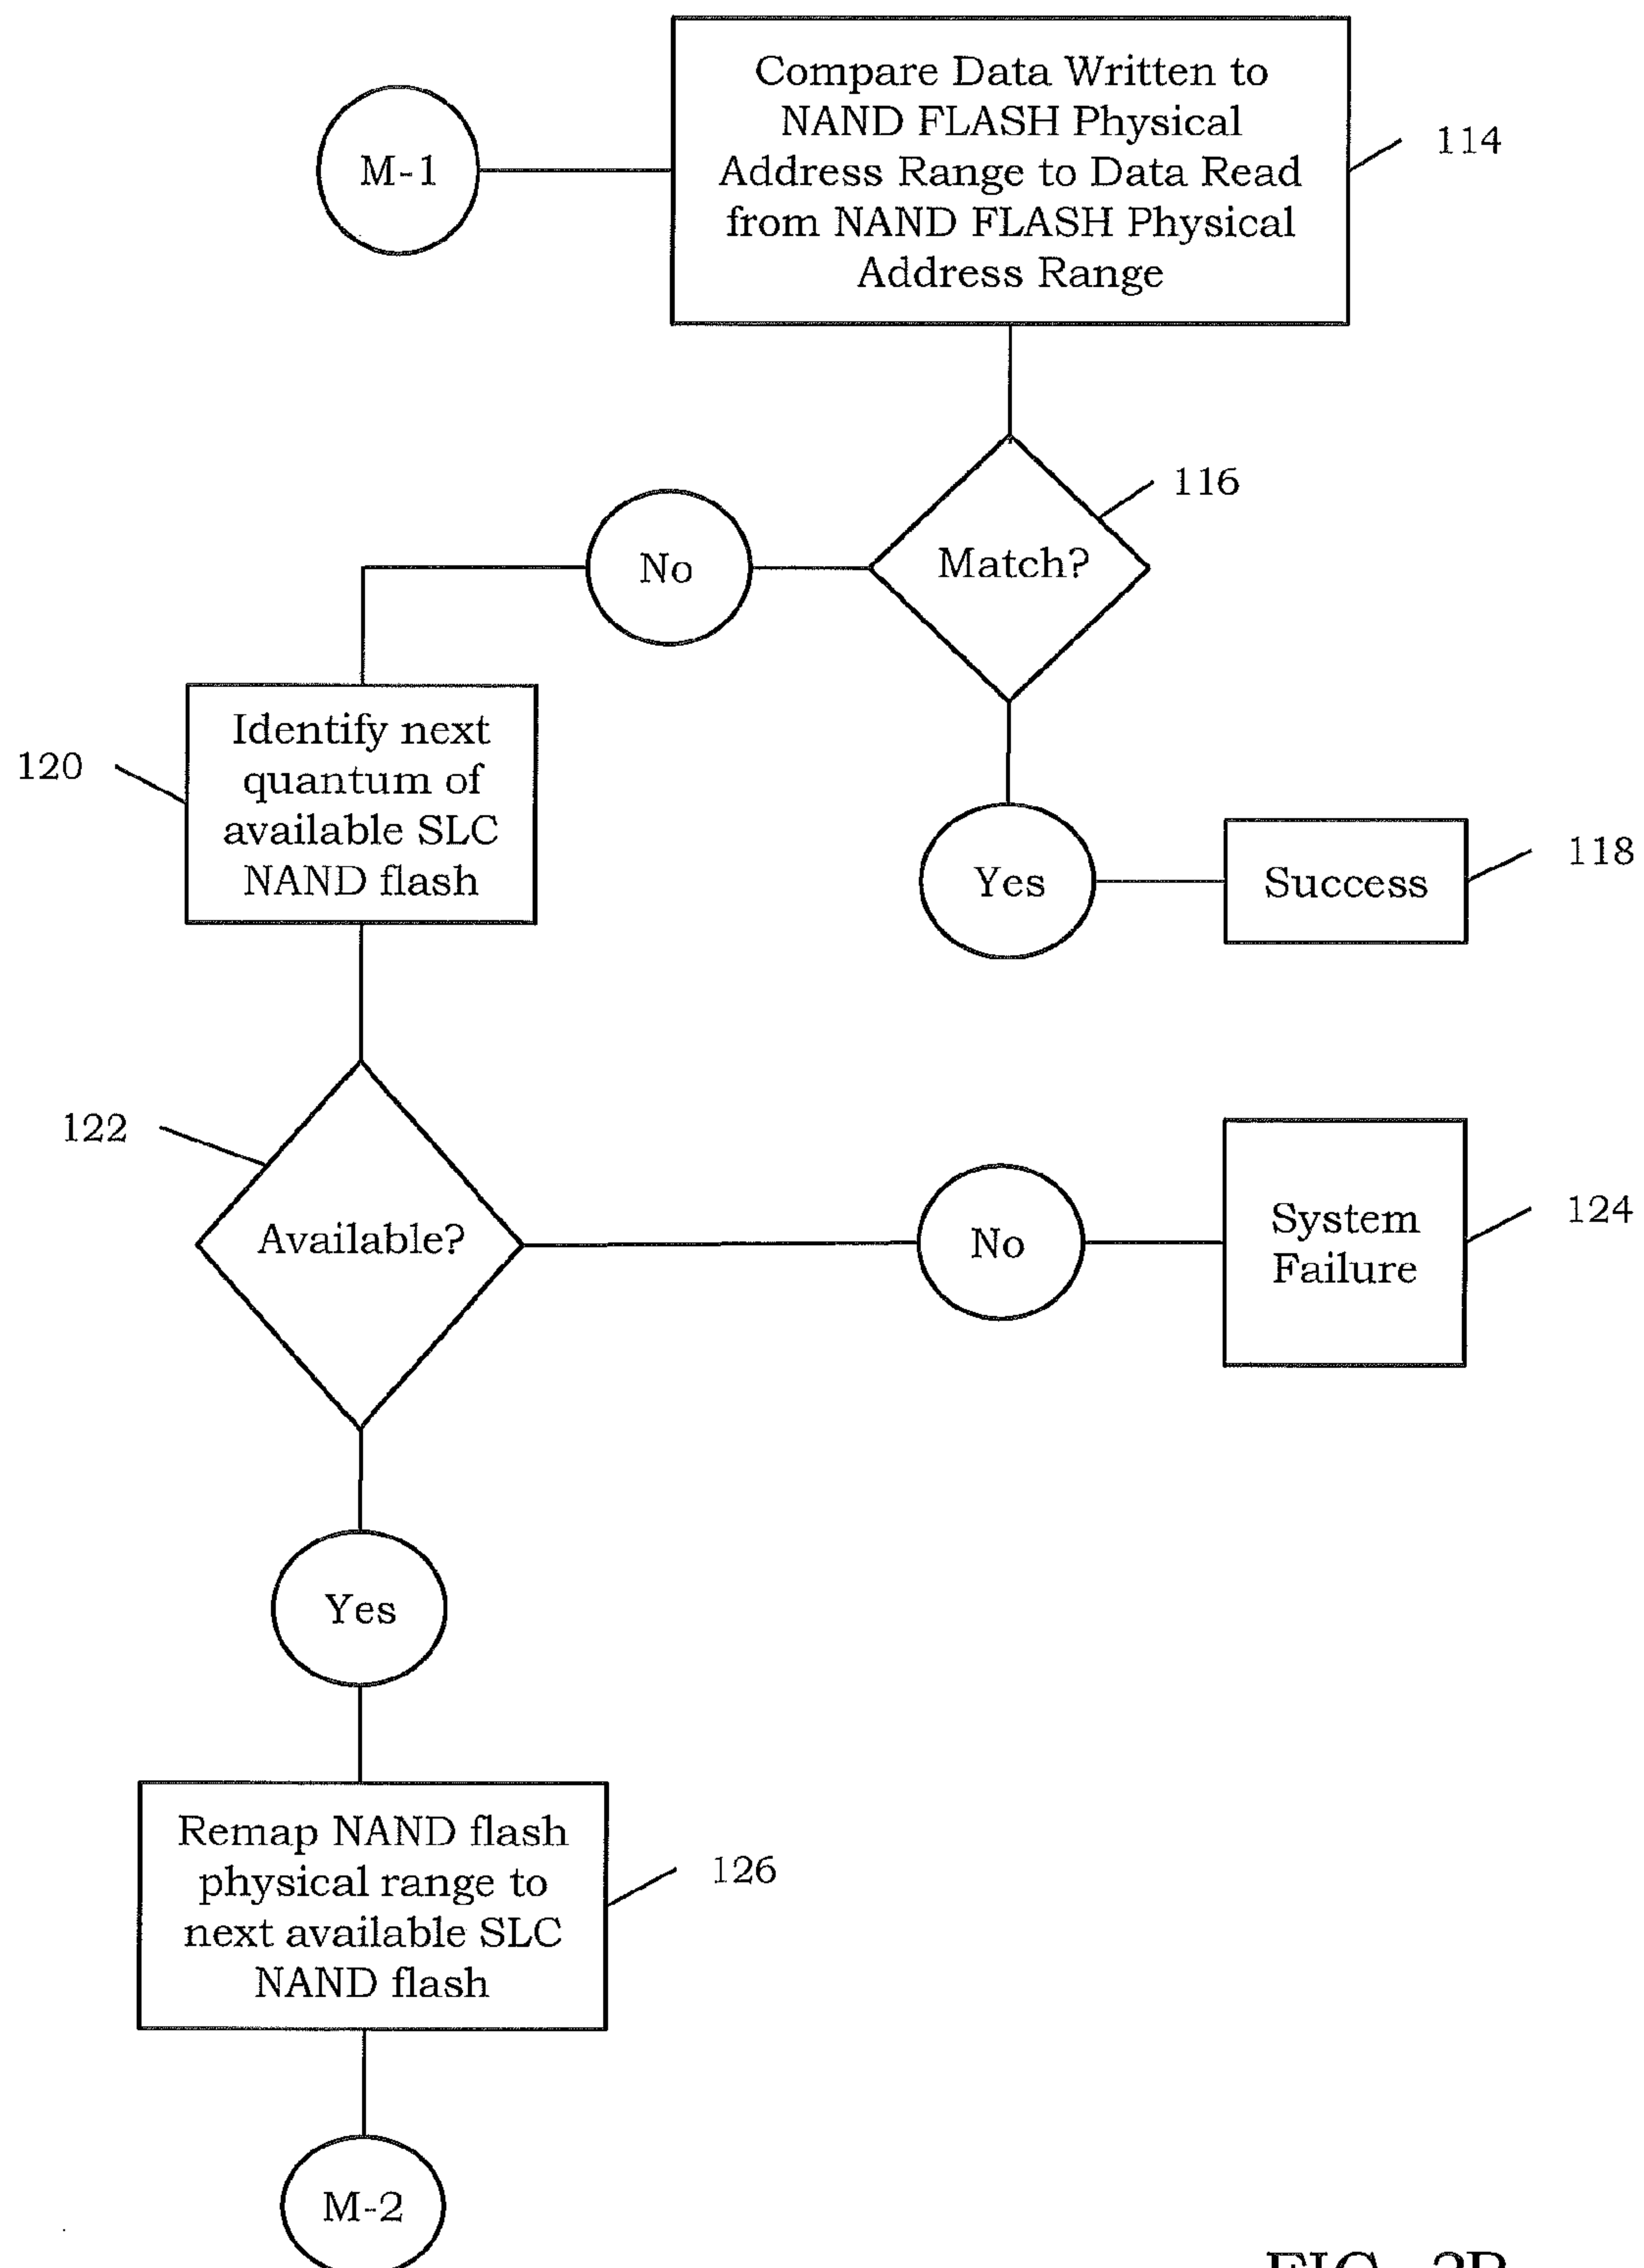 M-1
Compare Data Written to
NAND FLASH Physical
Address Range to Data Read
from NAND FLASH Physical
Address Range
114
116
Match?
No
120
Identify next
quantum of
available SLC
NAND flash
Yes
Success
118
122
Available?
No
System
Failure
124
Yes
Remap NAND flash
physical range to
next available SLC
NAND flash
126
M-2
FIG.